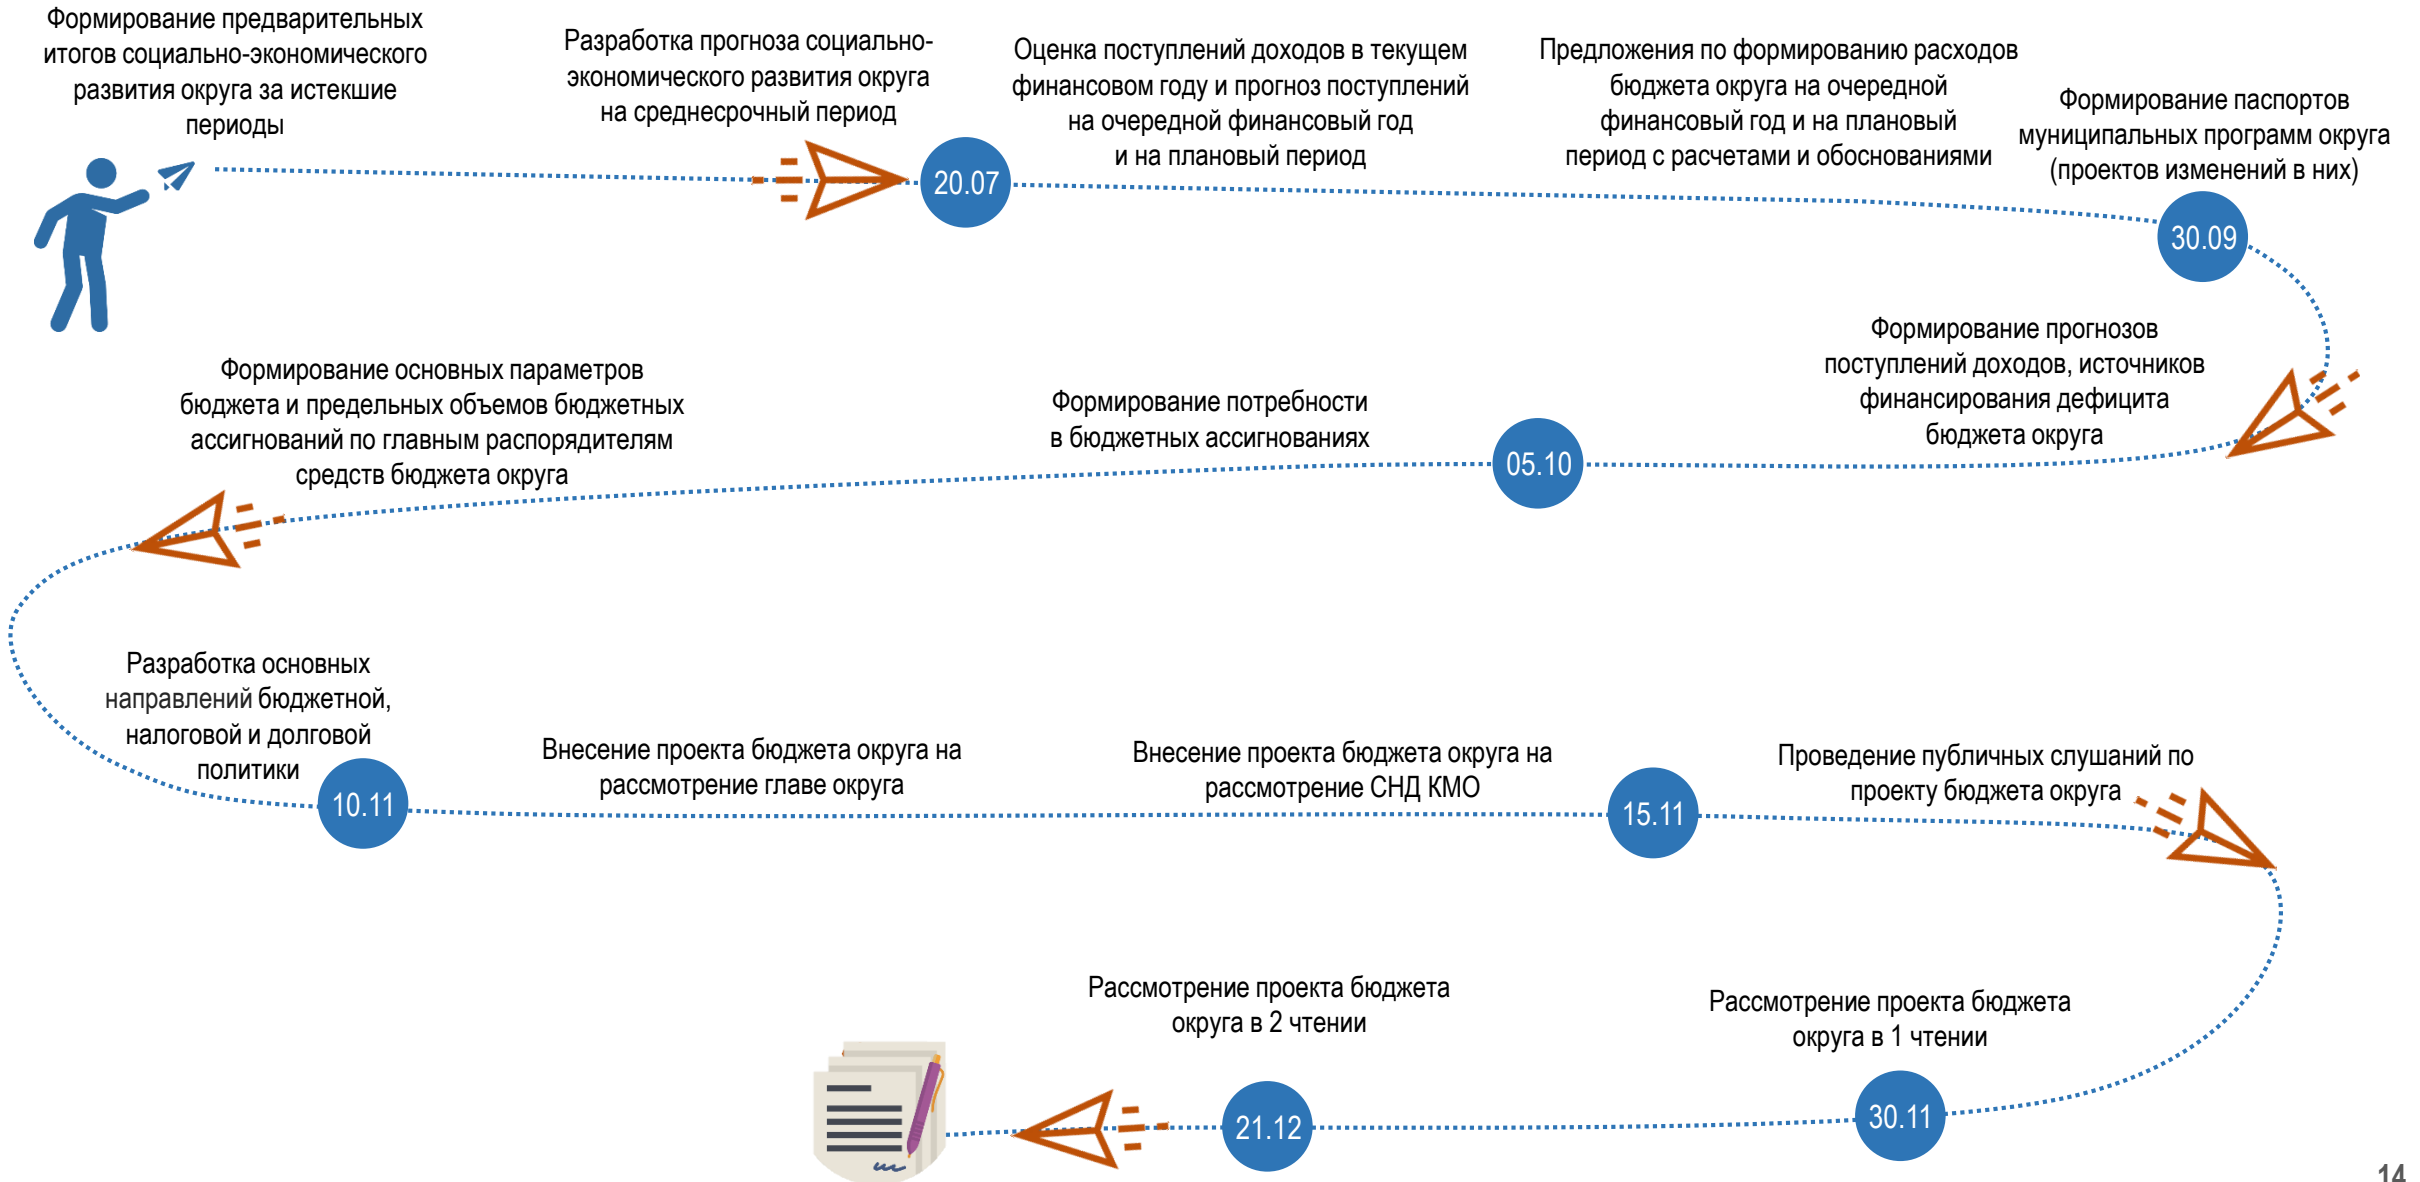 Формирование предварительных
итогов социально-экономического
развития округа за истекшие
периоды
Разработка прогноза социально-
экономического развития округа
на среднесрочный период
20.07
Оценка поступлений доходов в текущем
финансовом году и прогноз поступлений
на очередной финансовый год
и на плановый период
Предложения по формированию расходов
бюджета округа на очередной
финансовый год и на плановый
период с расчетами и обоснованиями
Формирование паспортов
муниципальных программ округа
(проектов изменений в них)
30.09
Формирование прогнозов
поступлений доходов, источников
финансирования дефицита
бюджета округа
05.10
Формирование потребности
в бюджетных ассигнованиях
Формирование основных параметров
бюджета и предельных объемов бюджетных
ассигнований по главным распорядителям
средств бюджета округа
Разработка основных
направлений бюджетной,
налоговой и долговой
политики
10.11
Внесение проекта бюджета округа на
рассмотрение главе округа
Внесение проекта бюджета округа на
рассмотрение СНД КМО
15.11
Проведение публичных слушаний по
проекту бюджета округа
Рассмотрение проекта бюджета
округа в 1 чтении
30.11
Рассмотрение проекта бюджета
округа в 2 чтении
21.12
14